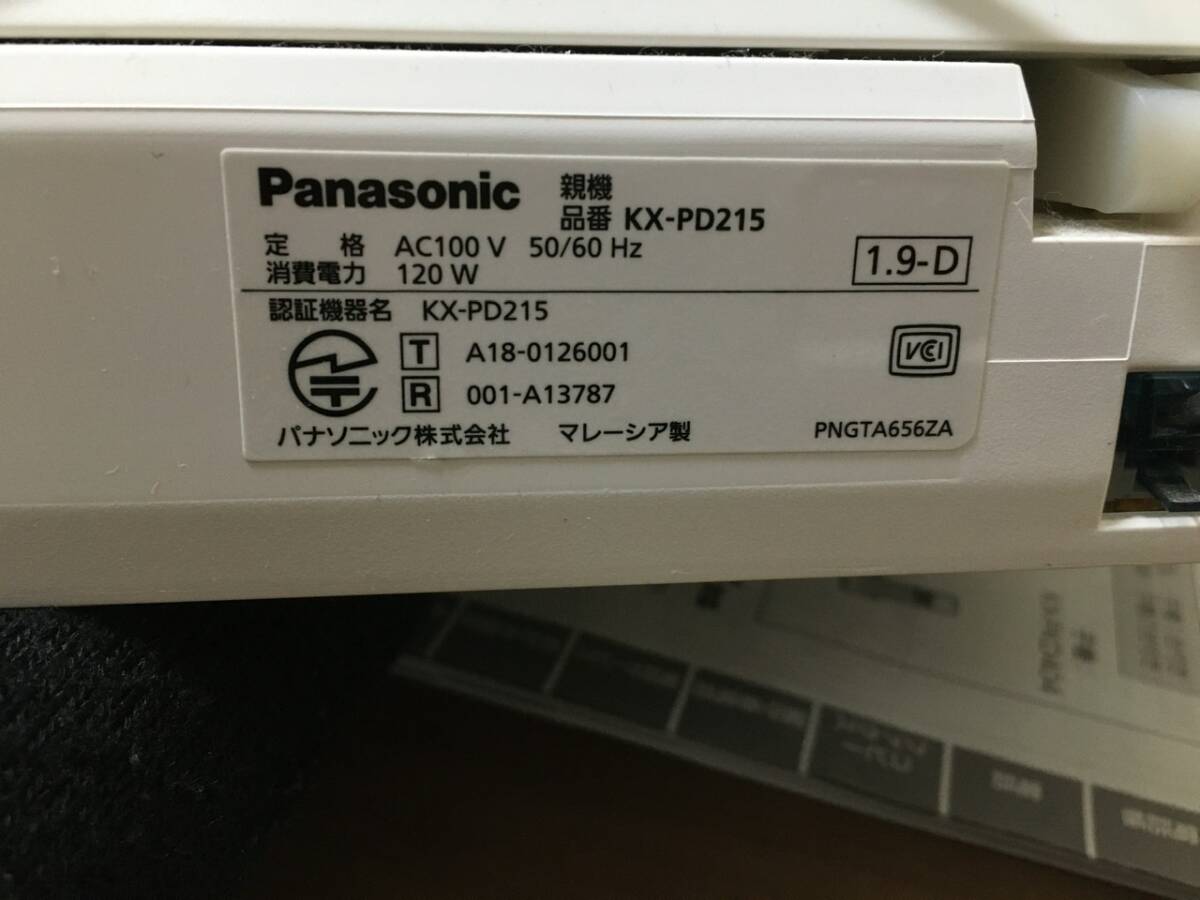 Panasonic 親機
品番 KX-PD215
定 格 AC100 V 50/60 Hz
消費電力 120 W
1.9-D
認証機器名 KX-PD215
T A18-0126001
R 001-A13787
VCCI
パナソニック株式会社 マレーシア製 PNGTA656ZA